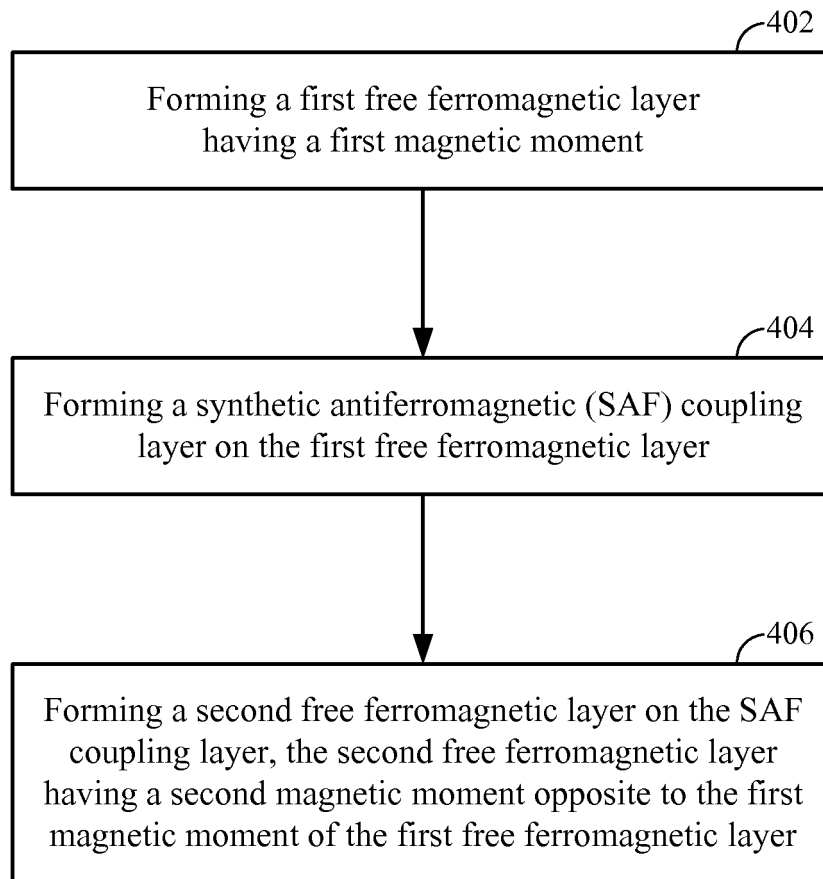 402
Forming a first free ferromagnetic layer
having a first magnetic moment
404
Forming a synthetic antiferromagnetic (SAF) coupling
layer on the first free ferromagnetic layer
406
Forming a second free ferromagnetic layer on the SAF
coupling layer, the second free ferromagnetic layer
having a second magnetic moment opposite to the first
magnetic moment of the first free ferromagnetic layer